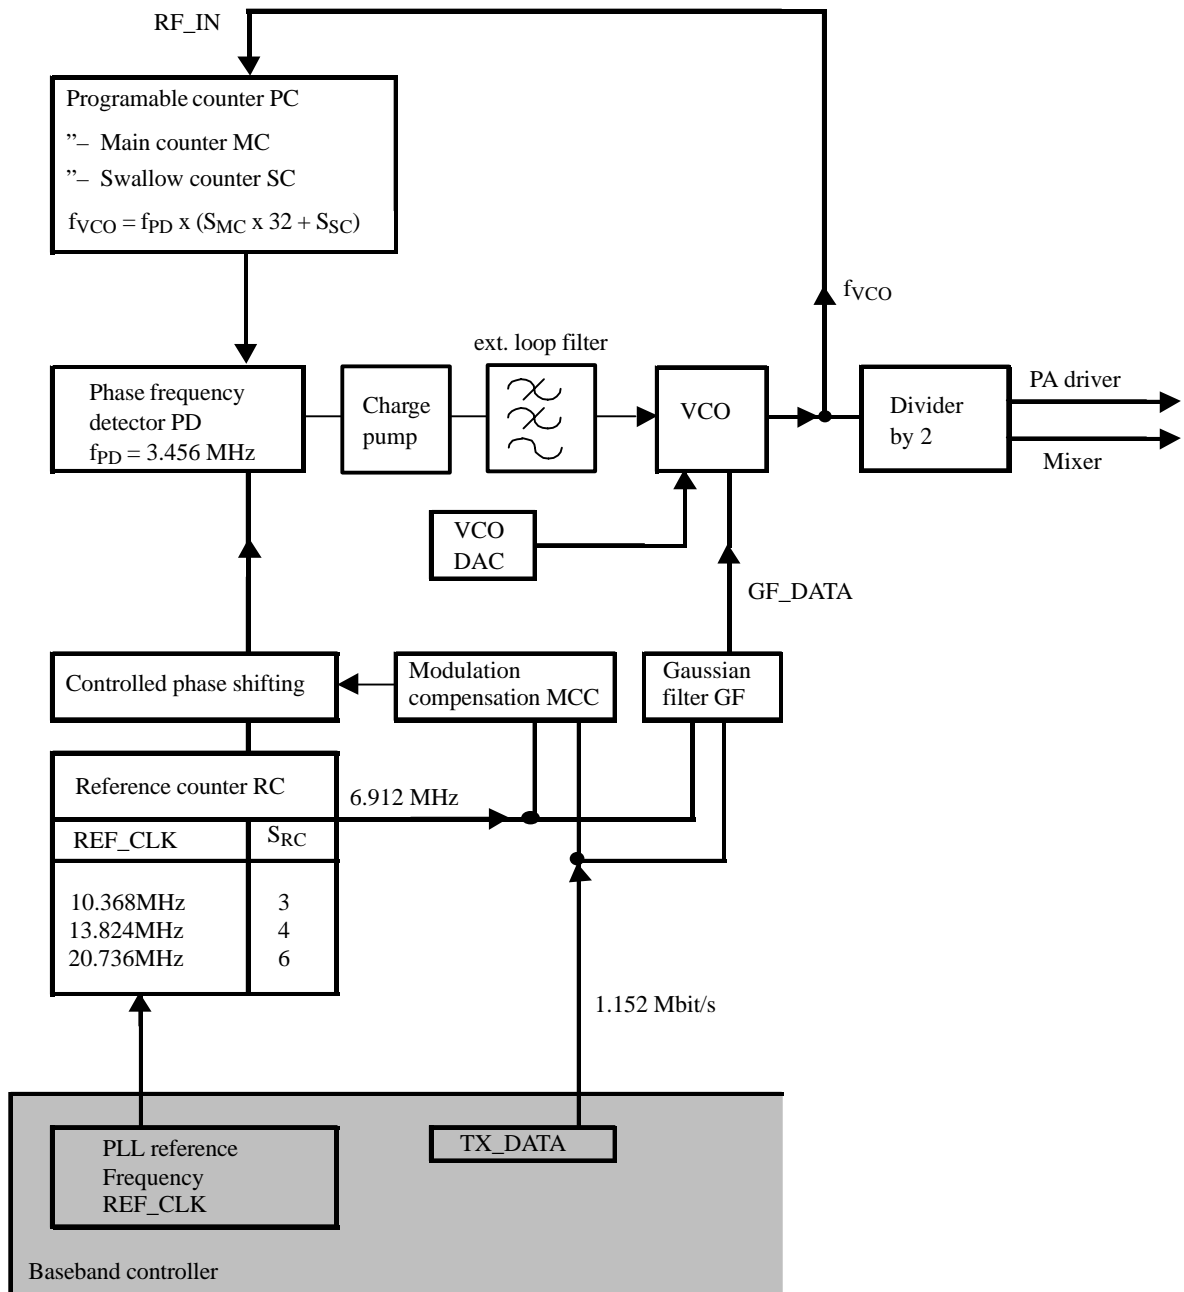 RF_IN
Programable counter PC
”– Main counter MC
”– Swallow counter SC
fVCO = fPD x (SMC x 32 + SSC)
fVCO
ext. loop filter
Phase frequency
detector PD
fPD = 3.456 MHz
Charge
pump
VCO
Divider
by 2
PA driver
Mixer
VCO
DAC
GF_DATA
Controlled phase shifting
Modulation
compensation MCC
Gaussian
filter GF
Reference counter RC
6.912 MHz
REF_CLK SRC
10.368MHz 3
13.824MHz 4
20.736MHz 6
1.152 Mbit/s
PLL reference
Frequency
REF_CLK
TX_DATA
Baseband controller